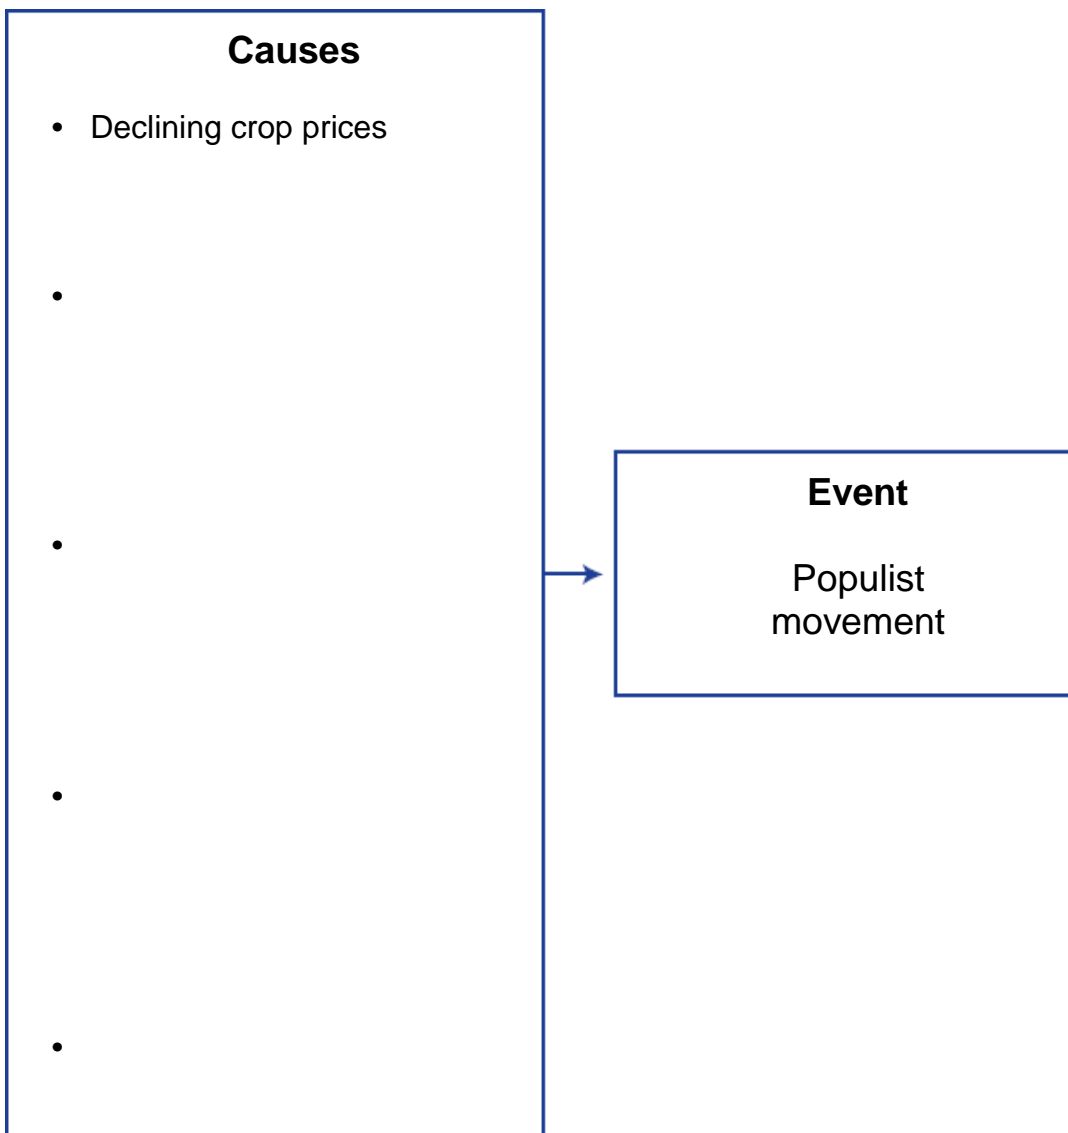 Causes
• Declining crop prices
•
•
•
•
Event
Populist
movement